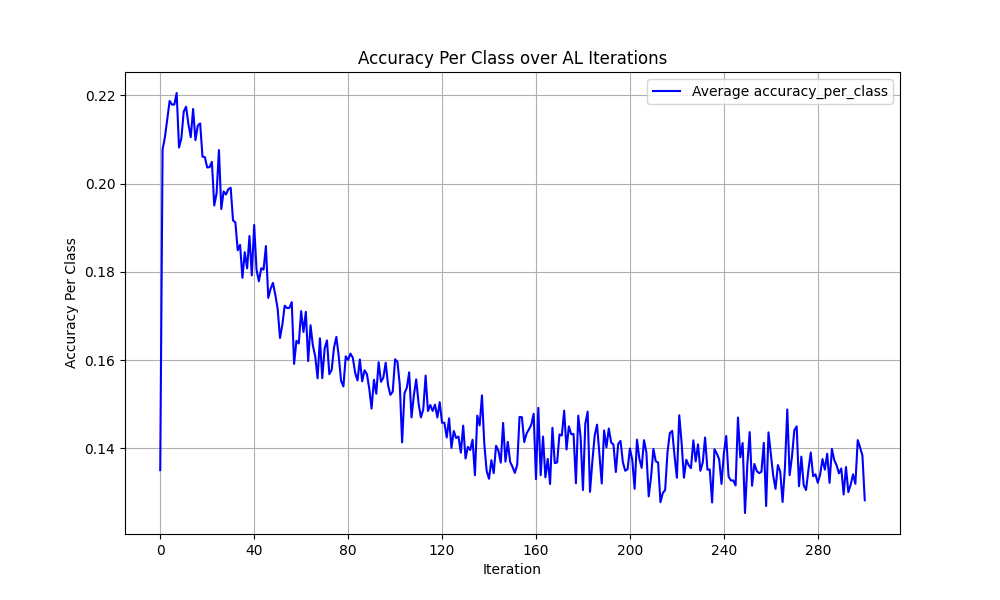 Accuracy Per Class over AL Iterations
Average accuracy_per_class
Accuracy Per Class
0.22
0.20
0.18
0.16
0.14
0 40 80 120 160 200 240 280
Iteration